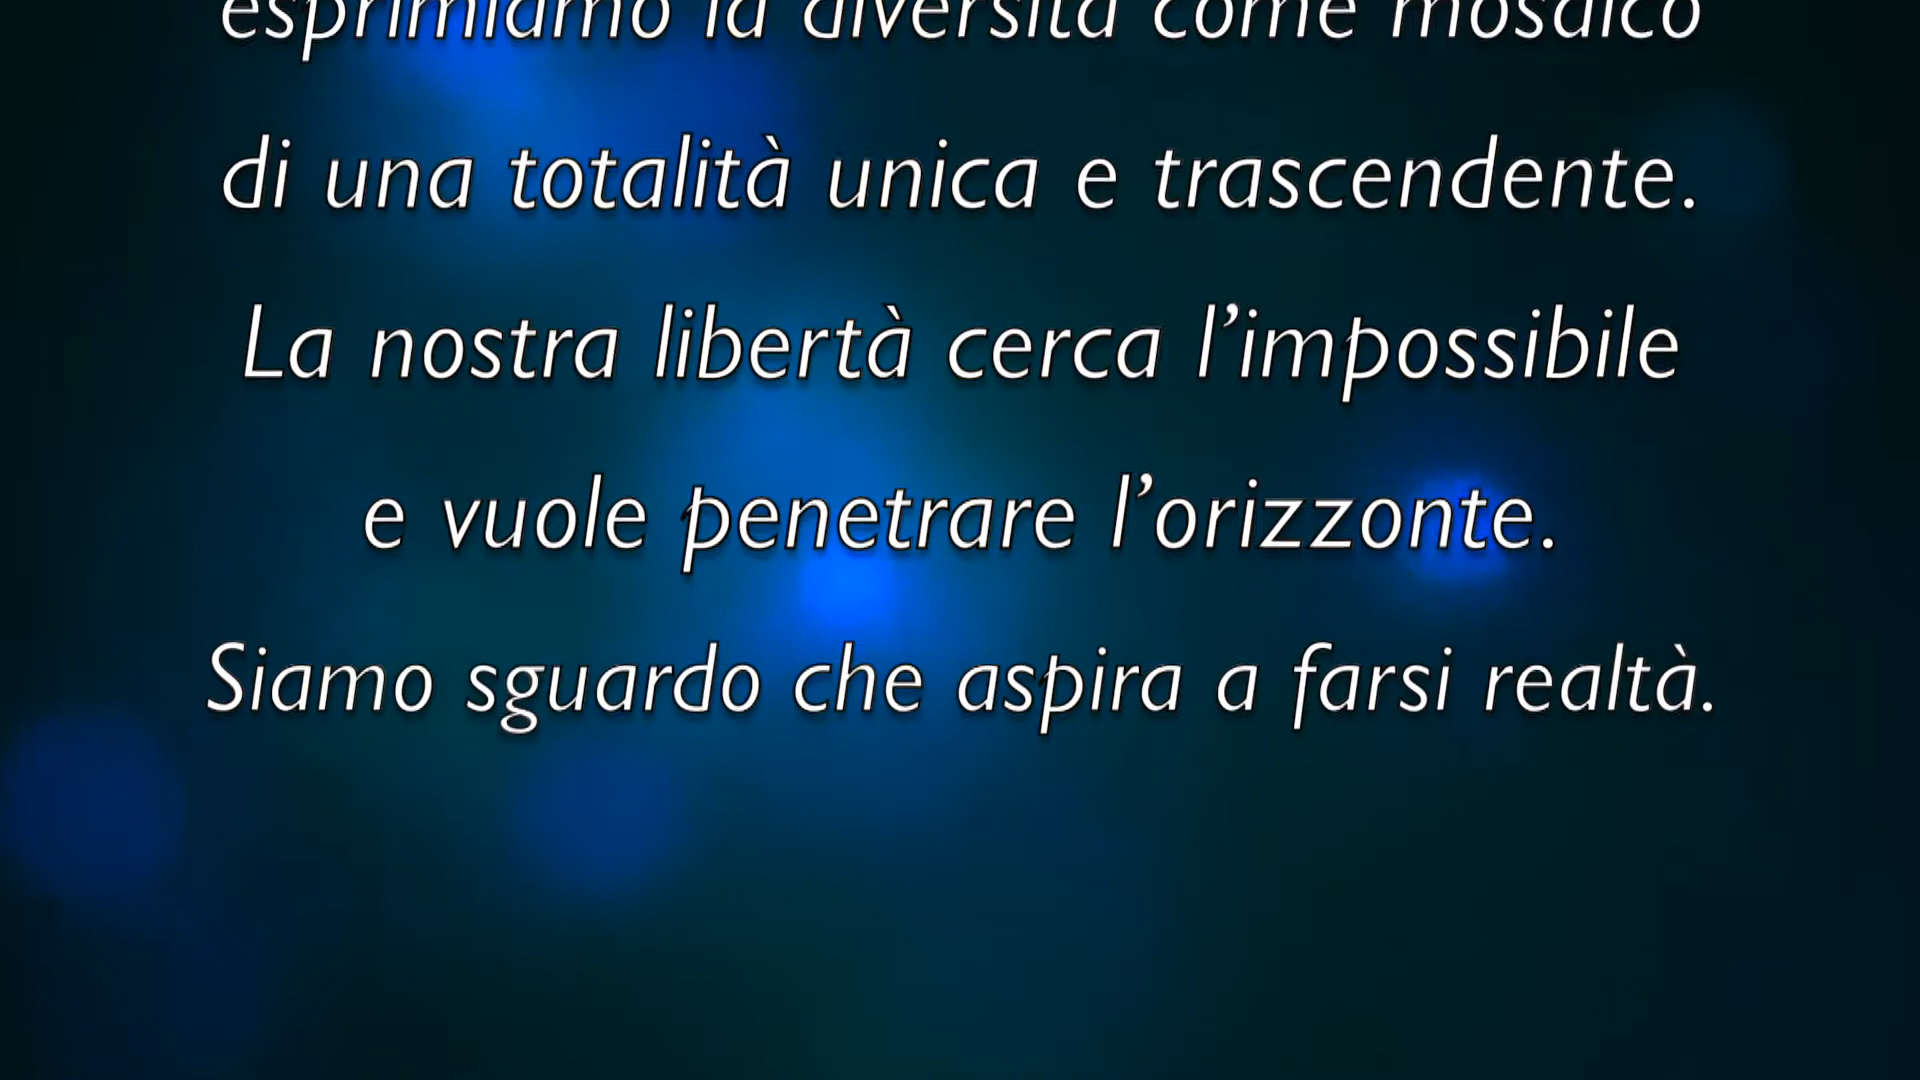 esprimiamo la diversità come mosaico
di una totalità unica e trascendente.
La nostra libertà cerca l’impossibile
e vuole penetrare l’orizzonte.
Siamo sguardo che aspira a farsi realtà.